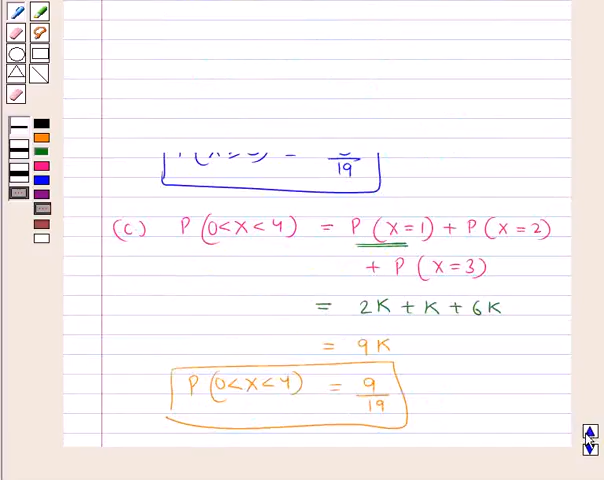 19
(c.) P(0<X<4) = P(X=1) + P(X=2)
+ P(X=3)
= 2K + K + 6K
= 9K
P(0<X<4) = 9/19